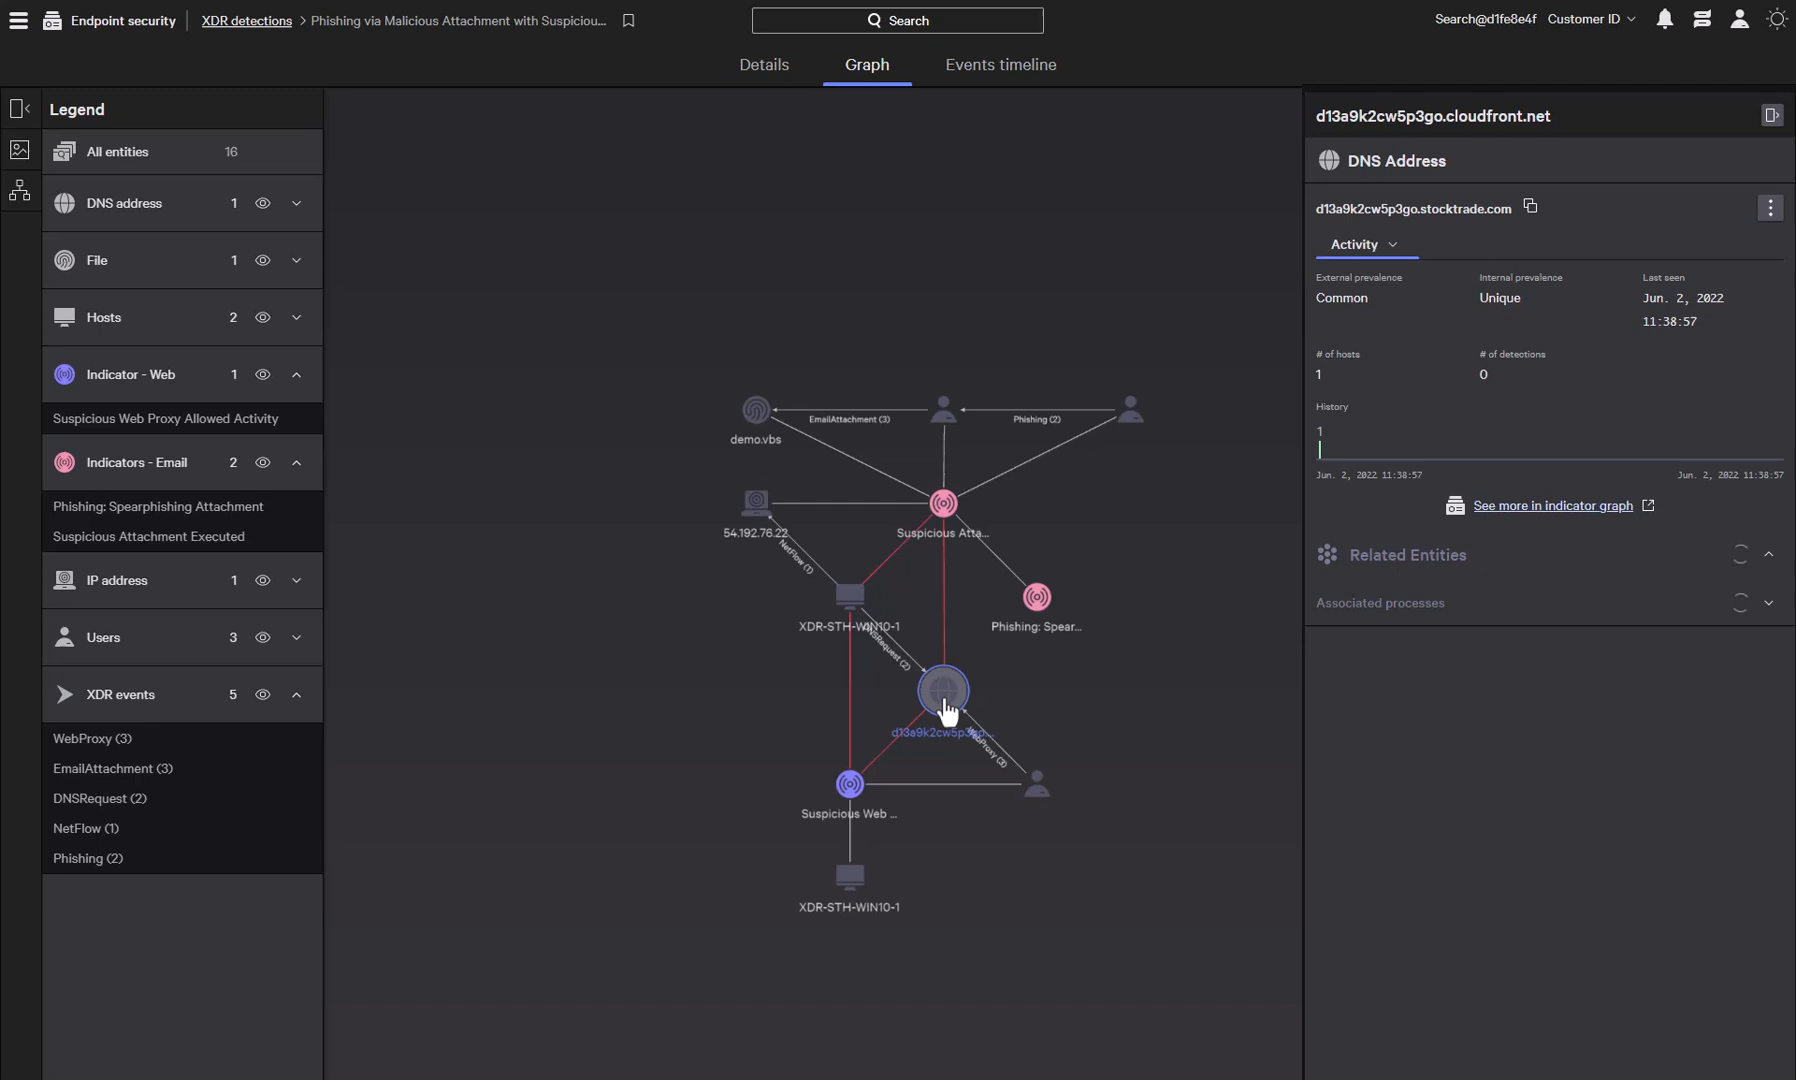 Endpoint security
XDR detections > Phishing via Malicious Attachment with Suspiciou...
Search
Search@d1fe8e4f Customer ID
Details
Graph
Events timeline
Legend
All entities 16
DNS address 1
File 1
Hosts 2
Indicator - Web 1
Suspicious Web Proxy Allowed Activity
Indicators - Email 2
Phishing: Spearphishing Attachment
Suspicious Attachment Executed
IP address 1
Users 3
XDR events 5
WebProxy (3)
EmailAttachment (3)
DNSRequest (2)
NetFlow (1)
Phishing (2)
EmailAttachment (3)
Phishing (2)
demo.vbs
54.192.76.22
Suspicious Atta...
NetFlow (1)
XDR-STH-WIN10-1
Phishing: Spear...
DNSRequest (2)
WebProxy (3)
Suspicious Web ...
XDR-STH-WIN10-1
d13a9k2cw5p3go.cloudfront.net
DNS Address
d13a9k2cw5p3go.stocktrade.com
Activity
External prevalence Internal prevalence Last seen
Common Unique Jun. 2, 2022
11:38:57
# of hosts # of detections
1 0
History
1
Jun. 2, 2022 11:38:57 Jun. 2, 2022 11:38:57
See more in indicator graph
Related Entities
Associated processes